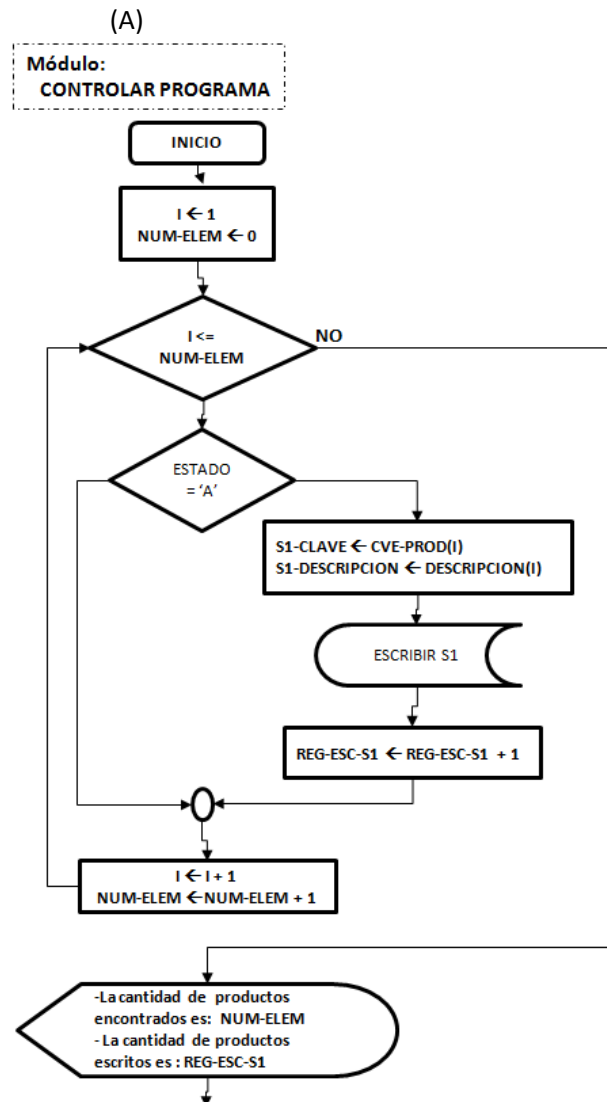 (A)
Módulo:
CONTROLAR PROGRAMA
INICIO
I ← 1
NUM-ELEM ← 0
I <=
NUM-ELEM
NO
ESTADO
= ‘A’
S1-CLAVE ← CVE-PROD(I)
S1-DESCRIPCION ← DESCRIPCION(I)
ESCRIBIR S1
REG-ESC-S1 ← REG-ESC-S1 + 1
I ← I + 1
NUM-ELEM ← NUM-ELEM + 1
-La cantidad de productos
encontrados es: NUM-ELEM
- La cantidad de productos
escritos es : REG-ESC-S1